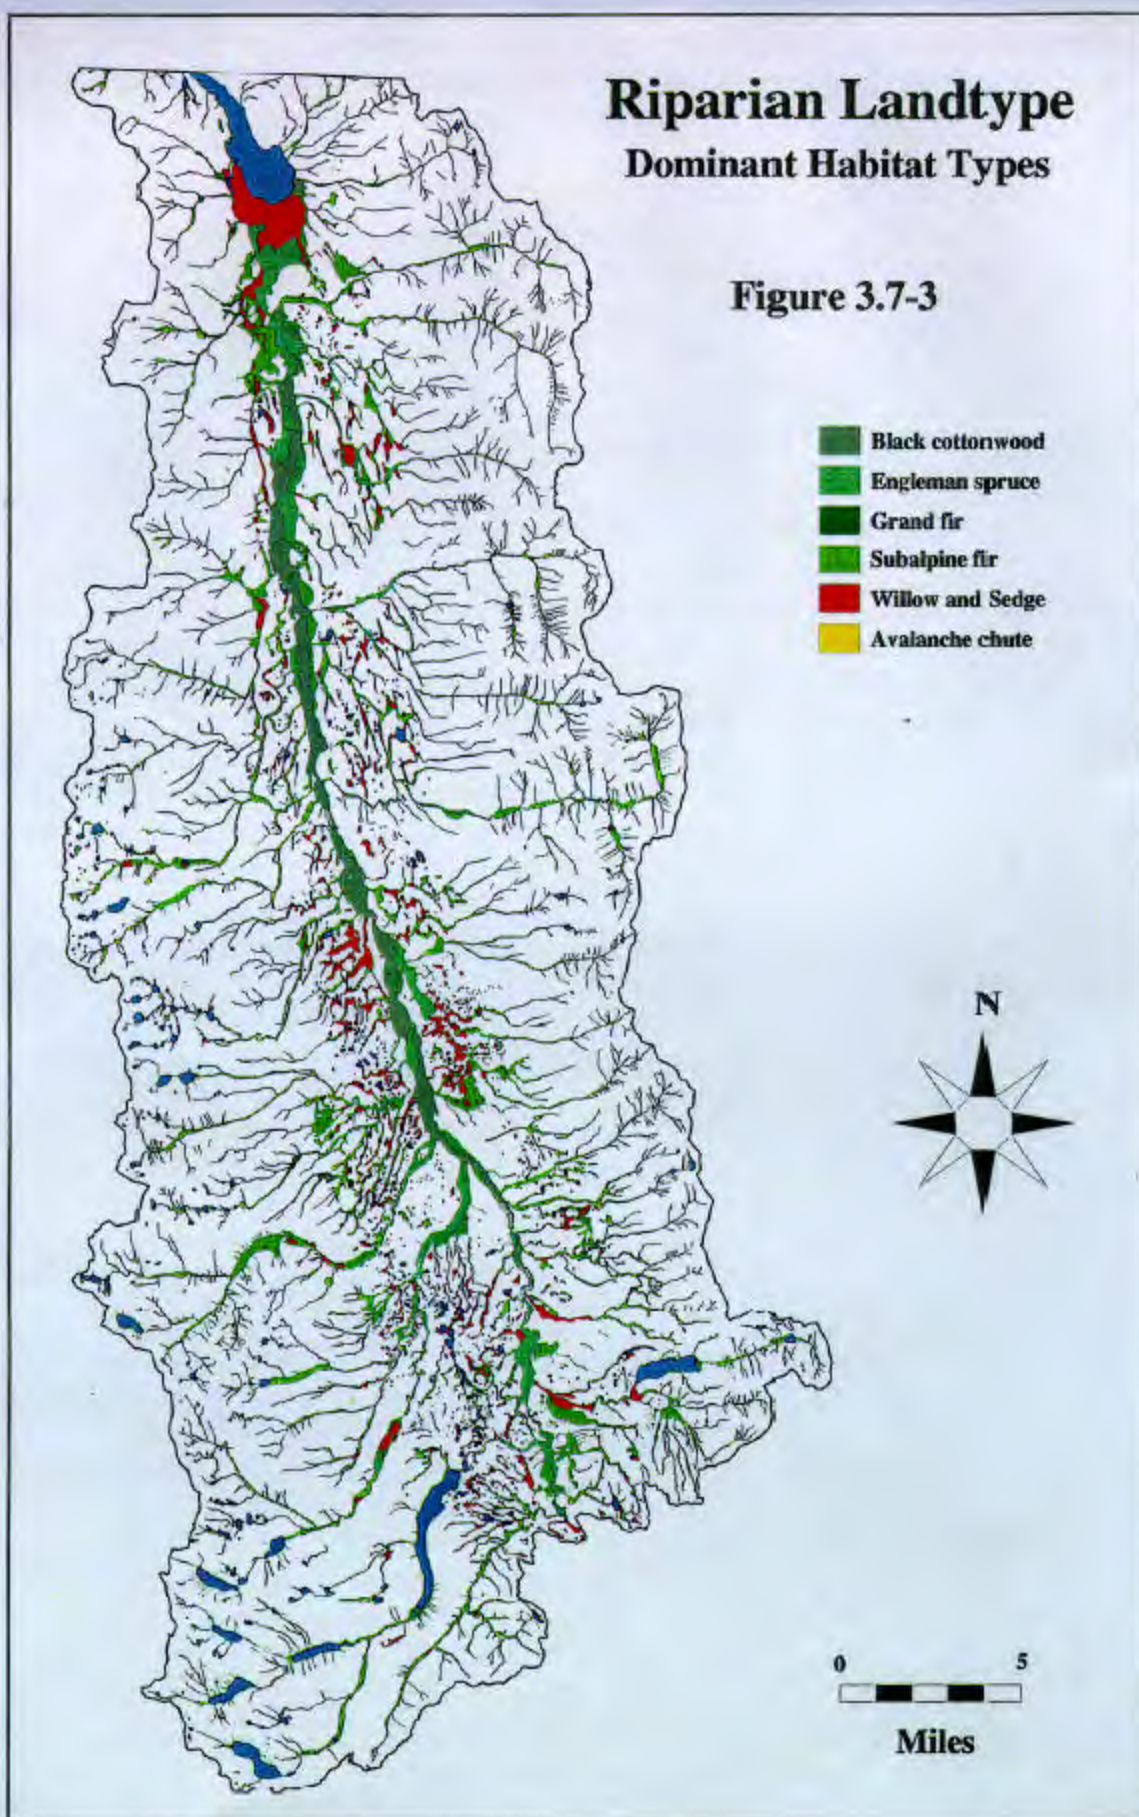 Riparian Landtype
Dominant Habitat Types
Figure 3.7-3
Black cottonwood
Engleman spruce
Grand fir
Subalpine fir
Willow and Sedge
Avalanche chute
N
0 5
Miles